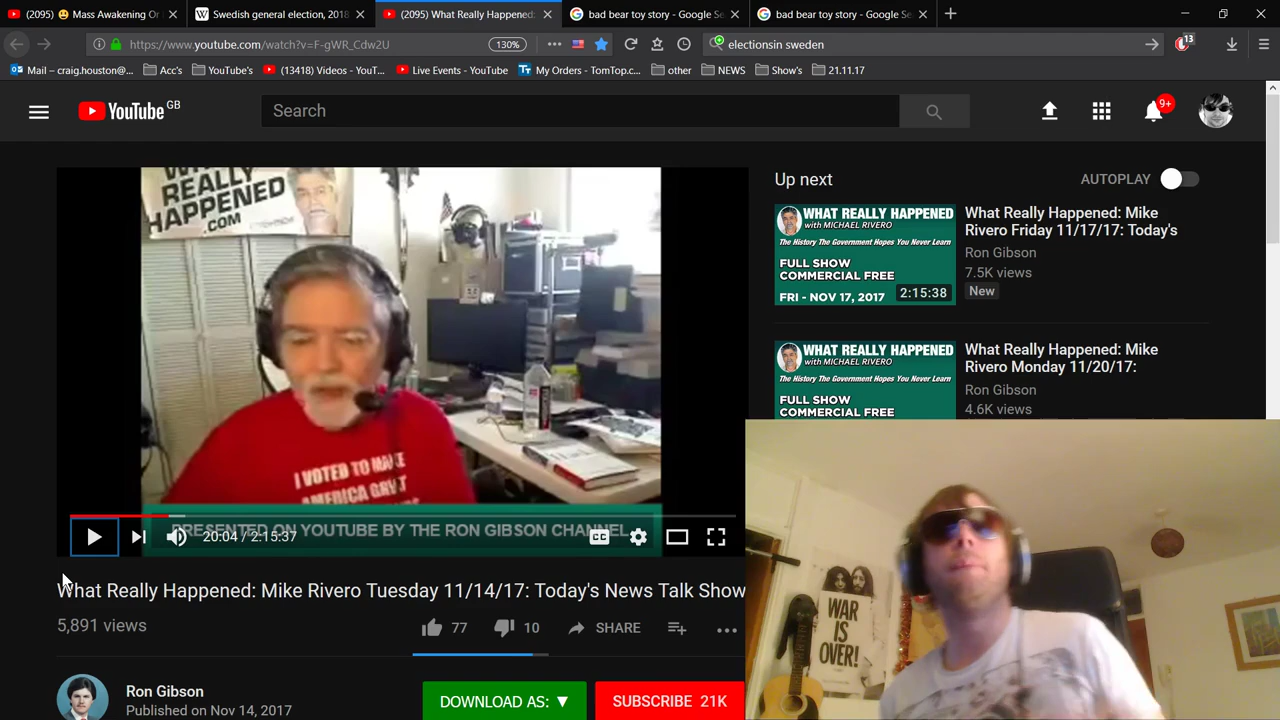 (2095) 😀 Mass Awakening Or
Swedish general election, 2018
(2095) What Really Happened:
bad bear toy story - Google Se
bad bear toy story - Google Se
https://www.youtube.com/watch?v=F-gWR_Cdw2U
130%
electionsin sweden
13
Mail – craig.houston@...
Acc's
YouTube's
(13418) Videos - YouT...
Live Events - YouTube
My Orders - TomTop.c...
other
NEWS
Show's
21.11.17
YouTube GB
Search
9+
WHAT
REALLY
HAPPENED
.COM
I VOTED TO MAKE
AMERICA GR
PRESENTED ON YOUTUBE BY THE RON GIBSON CHANNEL
20:04 / 2:15:37
CC
What Really Happened: Mike Rivero Tuesday 11/14/17: Today's News Talk Show
5,891 views
77
10
SHARE
Ron Gibson
Published on Nov 14, 2017
DOWNLOAD AS: ▼
SUBSCRIBE 21K
Up next
AUTOPLAY
WHAT REALLY HAPPENED
WITH MICHAEL RIVERO
The History The Government Hopes You Never Learn
FULL SHOW
COMMERCIAL FREE
FRI - NOV 17, 2017
2:15:38
What Really Happened: Mike
Rivero Friday 11/17/17: Today's
Ron Gibson
7.5K views
New
WHAT REALLY HAPPENED
WITH MICHAEL RIVERO
The History The Government Hopes You Never Learn
FULL SHOW
COMMERCIAL FREE
What Really Happened: Mike
Rivero Monday 11/20/17:
Ron Gibson
4.6K views
WAR
IS
OVER!